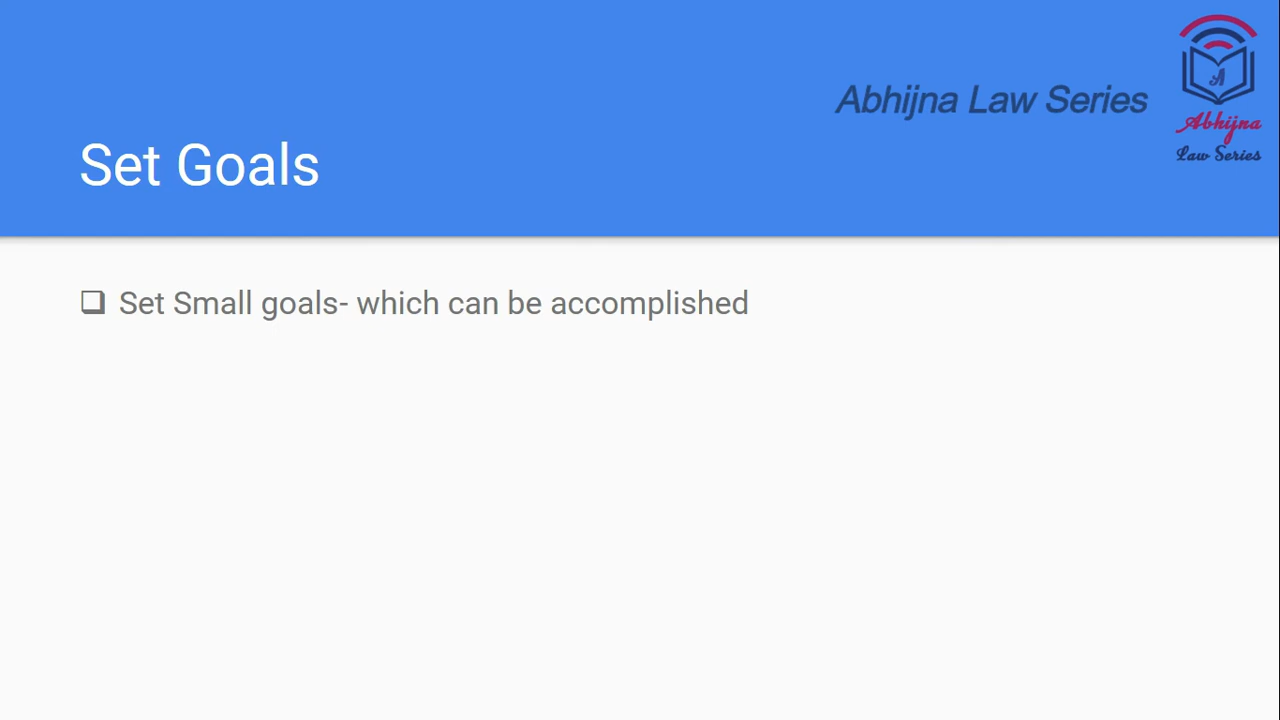 Abhijna Law Series
A
Abhijna
Law Series
Set Goals
❑ Set Small goals- which can be accomplished